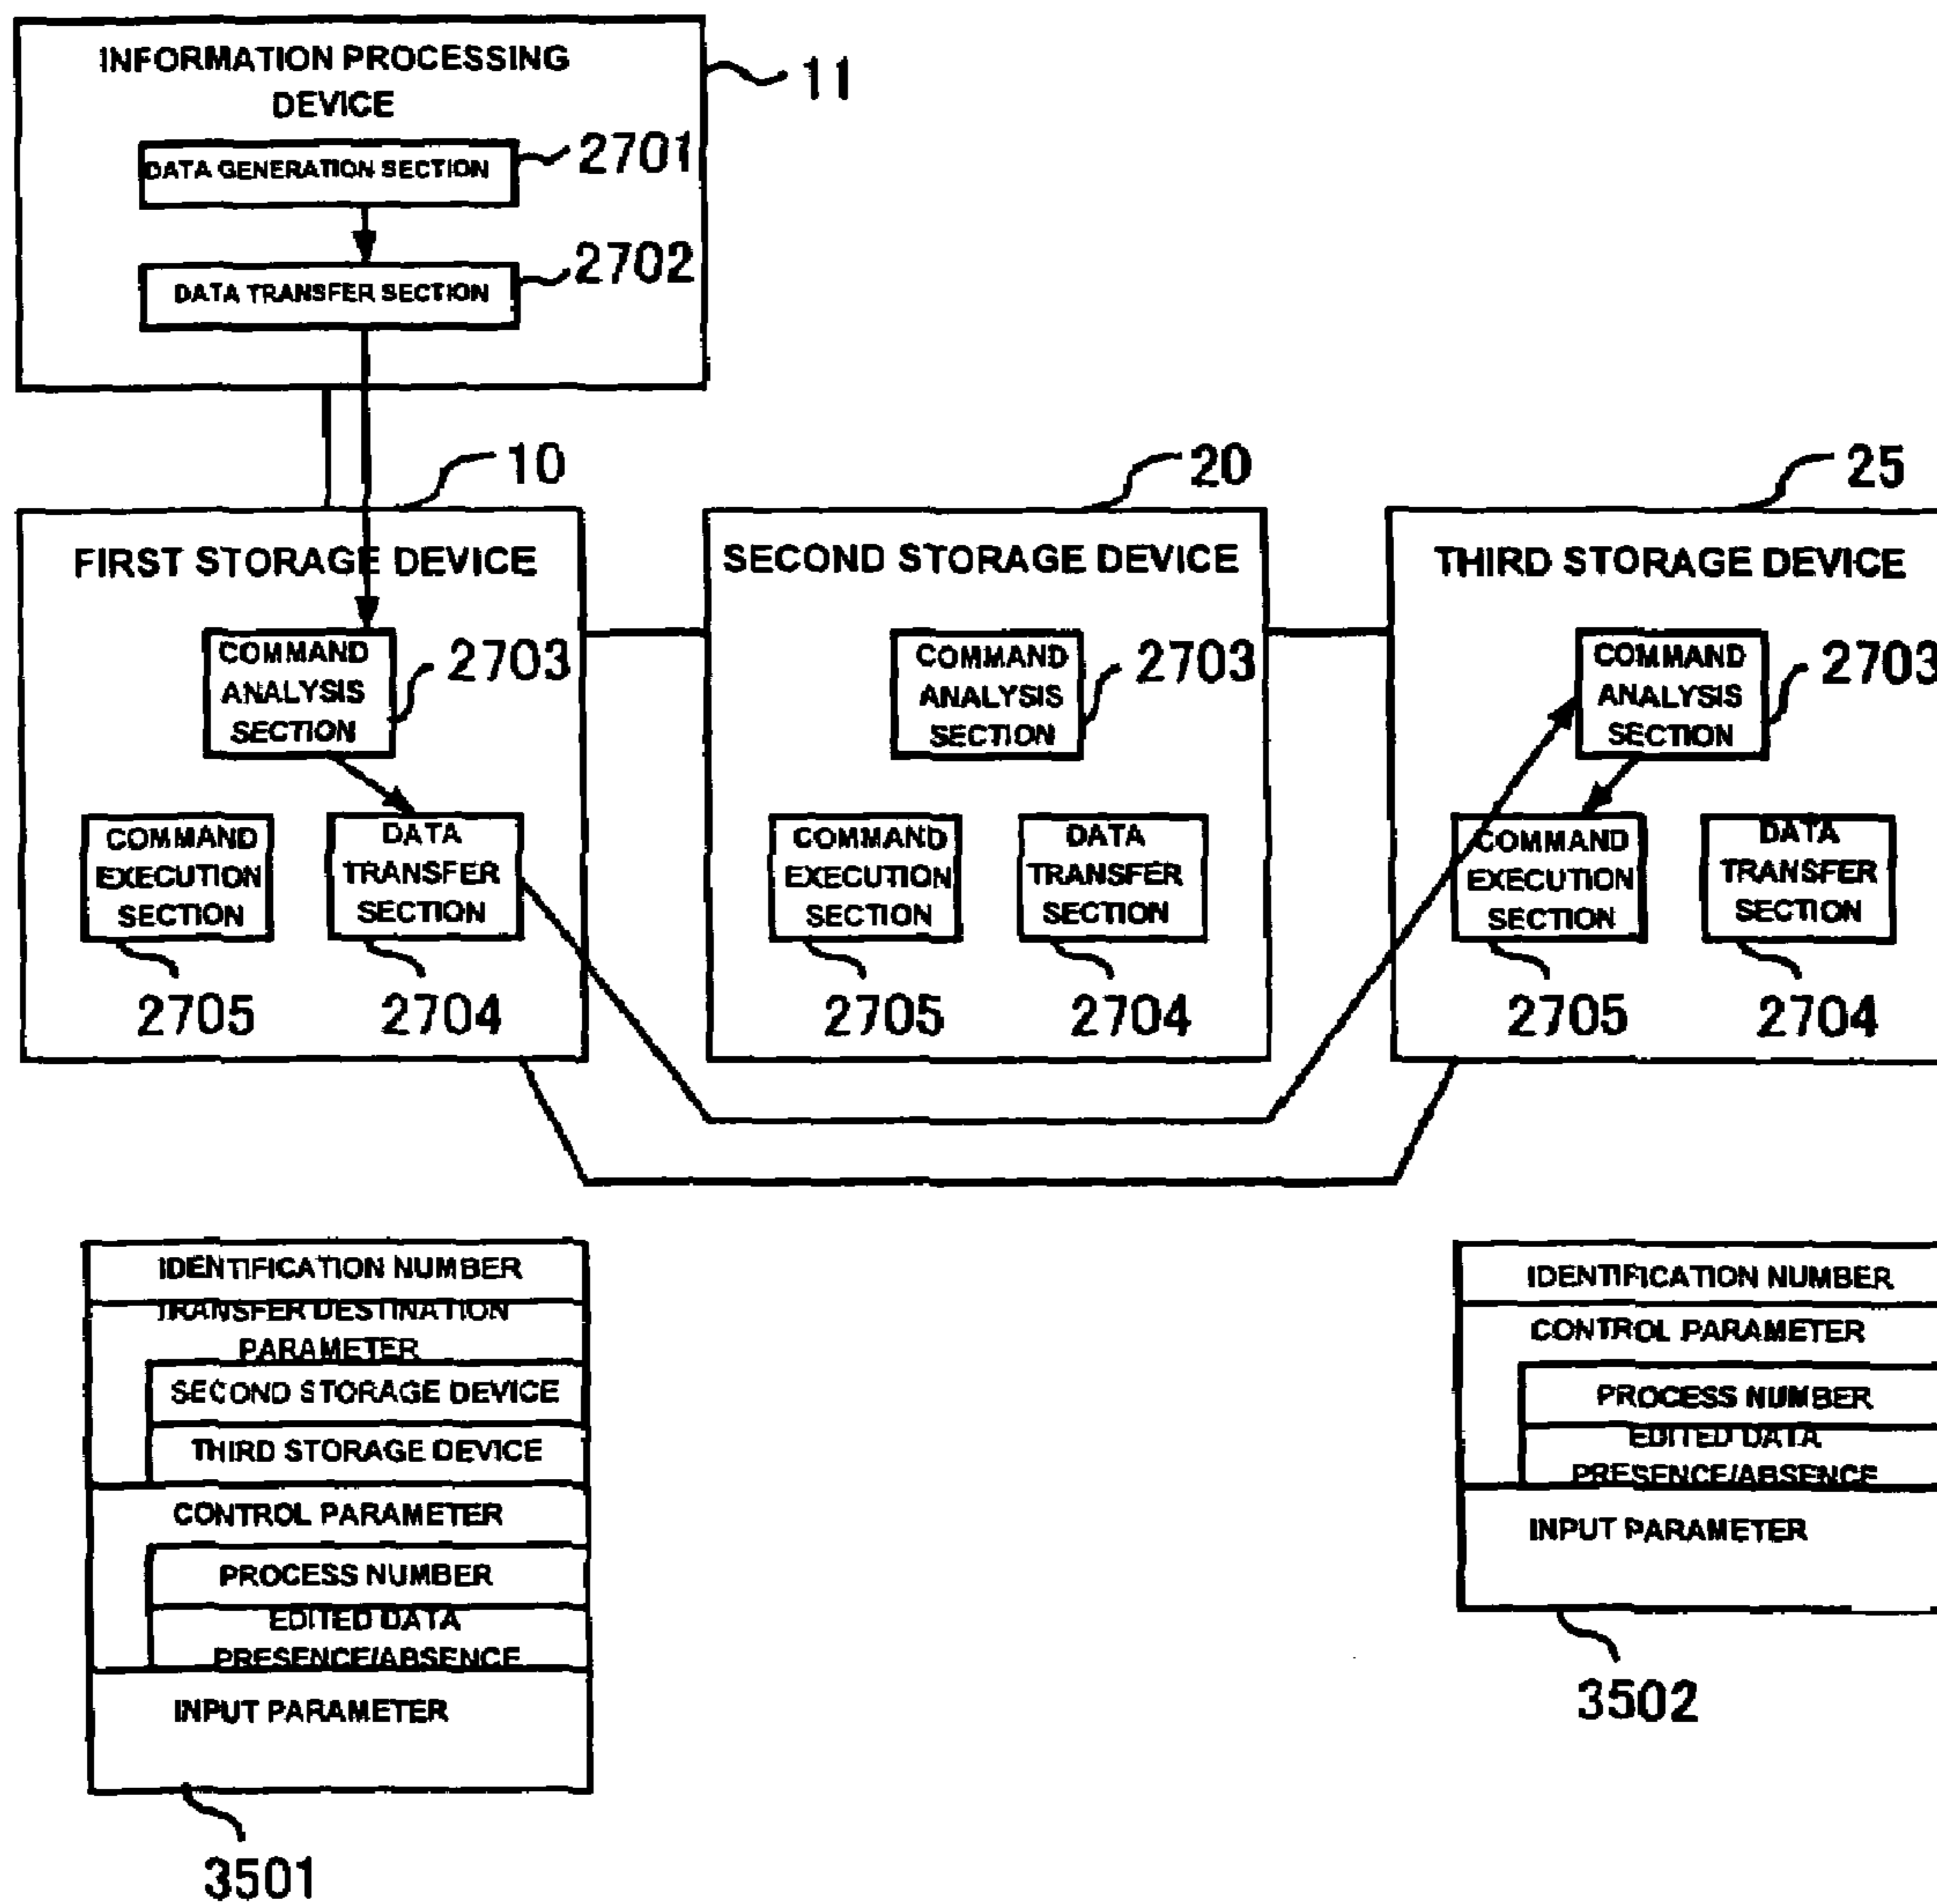 INFORMATION PROCESSING
DEVICE
11
DATA GENERATION SECTION
2701
DATA TRANSFER SECTION
2702
10
FIRST STORAGE DEVICE
COMMAND
ANALYSIS
SECTION
2703
COMMAND
EXECUTION
SECTION
2705
DATA
TRANSFER
SECTION
2704
20
SECOND STORAGE DEVICE
COMMAND
ANALYSIS
SECTION
2703
COMMAND
EXECUTION
SECTION
2705
DATA
TRANSFER
SECTION
2704
25
THIRD STORAGE DEVICE
COMMAND
ANALYSIS
SECTION
2703
COMMAND
EXECUTION
SECTION
2705
DATA
TRANSFER
SECTION
2704
IDENTIFICATION NUMBER
TRANSFER DESTINATION
PARAMETER
SECOND STORAGE DEVICE
THIRD STORAGE DEVICE
CONTROL PARAMETER
PROCESS NUMBER
EDITED DATA
PRESENCE/ABSENCE
INPUT PARAMETER
3501
IDENTIFICATION NUMBER
CONTROL PARAMETER
PROCESS NUMBER
EDITED DATA
PRESENCE/ABSENCE
INPUT PARAMETER
3502